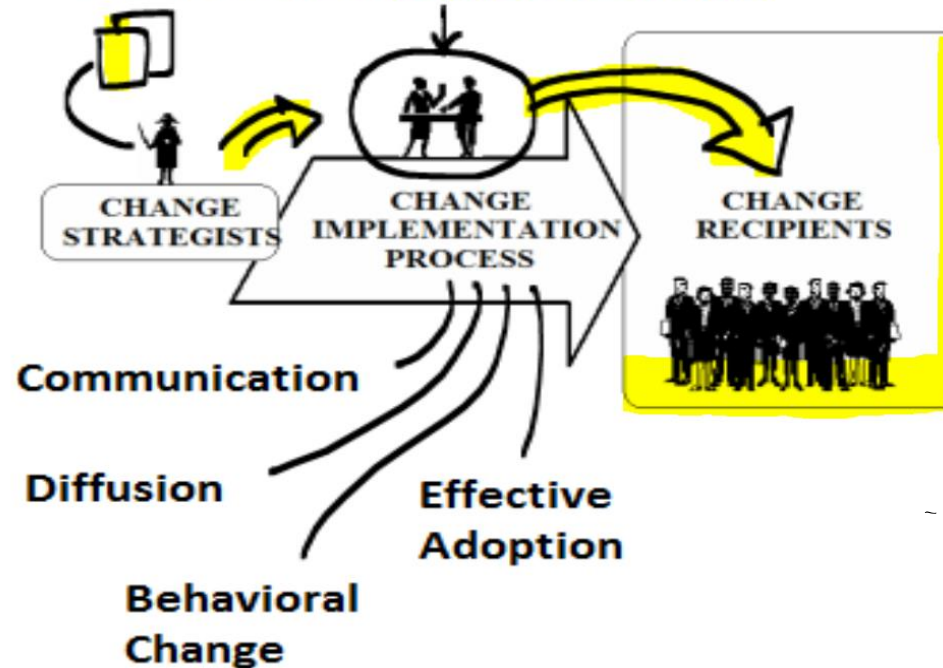 CHANGE
STRATEGISTS
CHANGE
IMPLEMENTATION
PROCESS
CHANGE
RECIPIENTS
Communication
Diffusion
Effective
Adoption
Behavioral
Change